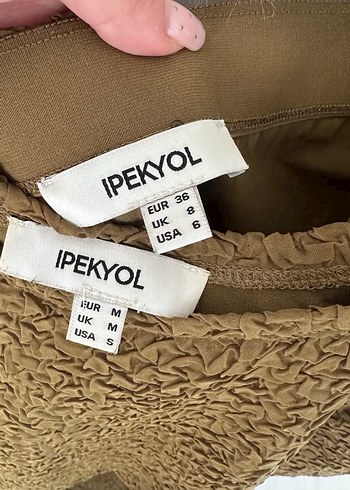 IPEKYOL
EUR 36
UK 8
USA 6
IPEKYOL
EUR M
UK M
USA S